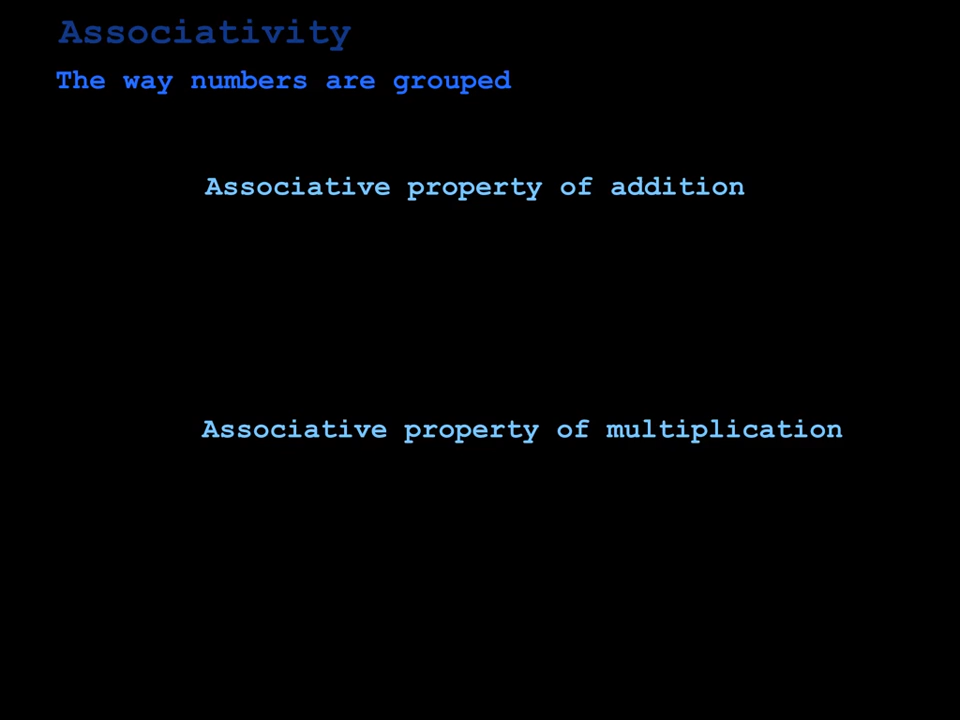 Associativity
The way numbers are grouped
Associative property of addition
Associative property of multiplication